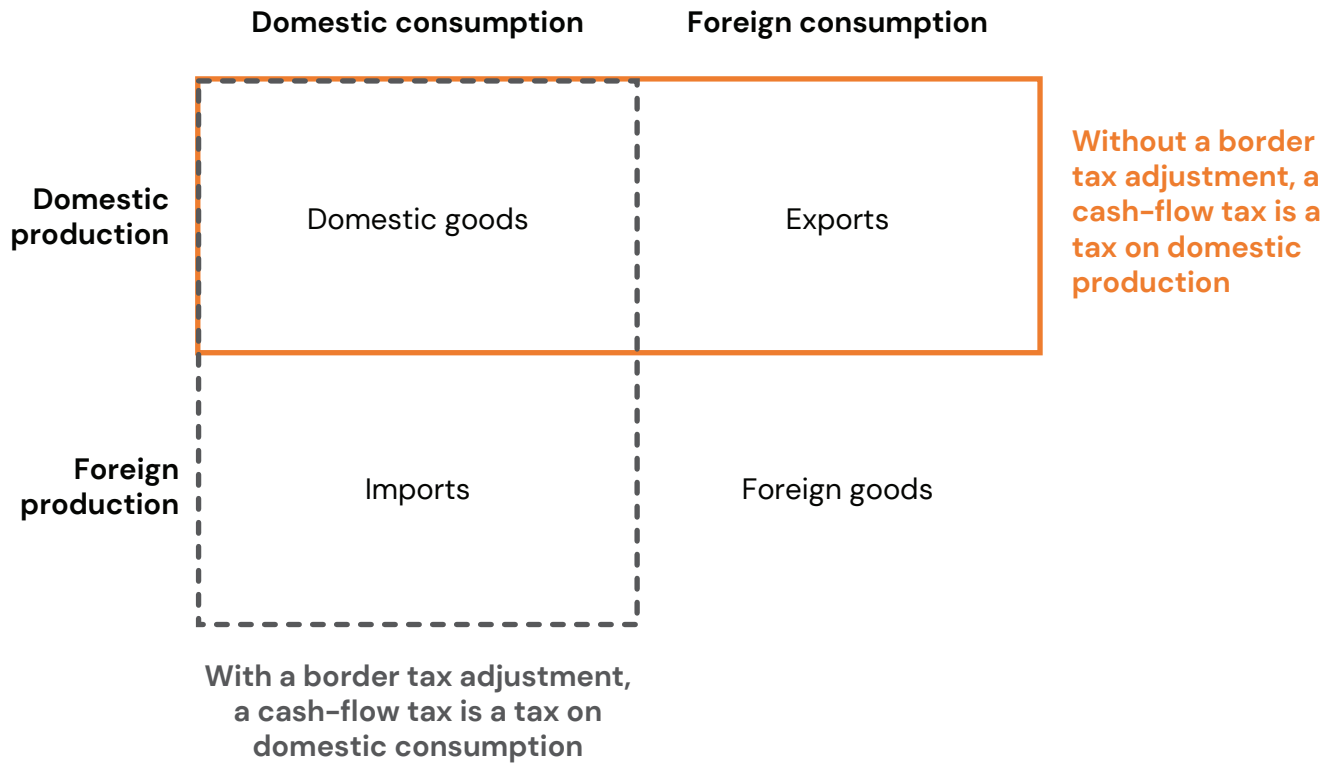 Domestic consumption
Foreign consumption
Domestic
production
Domestic goods
Exports
Without a border
tax adjustment, a
cash-flow tax is a
tax on domestic
production
Foreign
production
Imports
Foreign goods
With a border tax adjustment,
a cash-flow tax is a tax on
domestic consumption